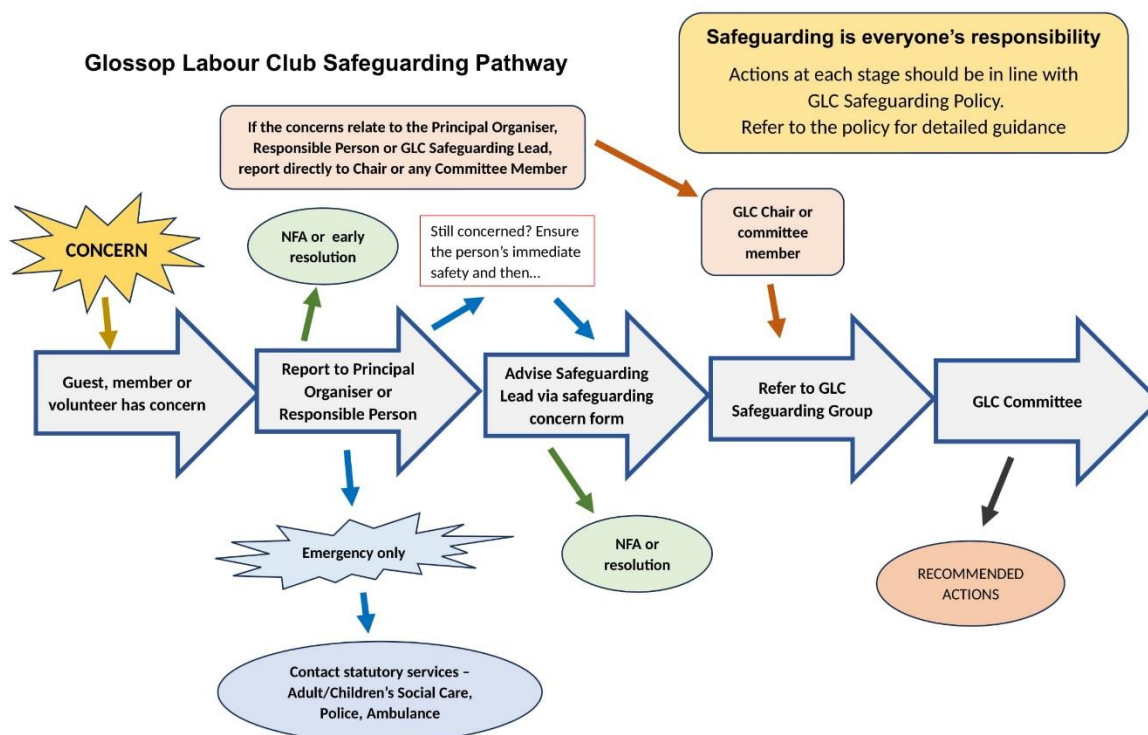 Glossop Labour Club Safeguarding Pathway
Safeguarding is everyone's responsibility
Actions at each stage should be in line with
GLC Safeguarding Policy.
Refer to the policy for detailed guidance
If the concerns relate to the Principal Organiser,
Responsible Person or GLC Safeguarding Lead,
report directly to Chair or any Committee Member
GLC Chair or
committee
member
CONCERN
NFA or early
resolution
Still concerned? Ensure
the person's immediate
safety and then...
Guest, member or
volunteer has concern
Report to Principal
Organiser or
Responsible Person
Advise Safeguarding
Lead via safeguarding
concern form
Refer to GLC
Safeguarding Group
GLC Committee
Emergency only
NFA or
resolution
RECOMMENDED
ACTIONS
Contact statutory services –
Adult/Children's Social Care,
Police, Ambulance